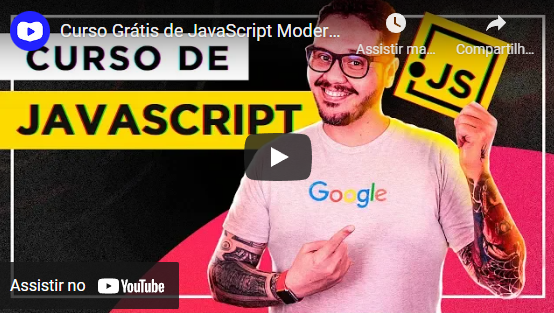 Curso Grátis de JavaScript Moder...
Assistir ma...
Compartilh...
CURSO DE
JAVASCRIPT
.JS
Google
Assistir no YouTube